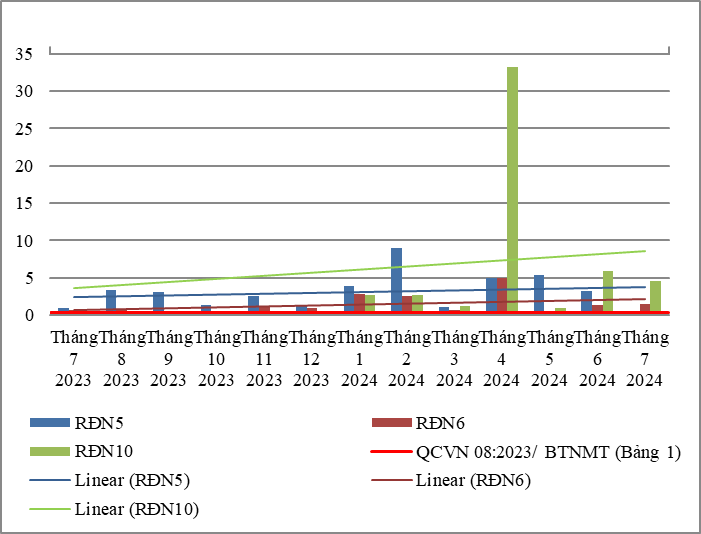 35
30
25
20
15
10
5
0
Tháng Tháng Tháng Tháng Tháng Tháng Tháng Tháng Tháng Tháng Tháng Tháng Tháng
7 8 9 10 11 12 1 2 3 4 5 6 7
2023 2023 2023 2023 2023 2023 2024 2024 2024 2024 2024 2024 2024
RĐN5 RĐN6
RĐN10 QCVN 08:2023/ BTNMT (Bảng 1)
Linear (RĐN5) Linear (RĐN6)
Linear (RĐN10)